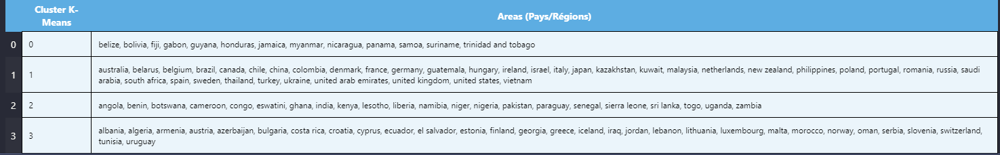 Cluster K-
Means
Areas (Pays/Régions)
0 0 belize, bolivia, fiji, gabon, guyana, honduras, jamaica, myanmar, nicaragua, panama, samoa, suriname, trinidad and tobago
1 1 australia, belarus, belgium, brazil, canada, chile, china, colombia, denmark, france, germany, guatemala, hungary, ireland, israel, italy, japan, kazakhstan, kuwait, malaysia, netherlands, new zealand, philippines, poland, portugal, romania, russia, saudi
arabia, south africa, spain, sweden, thailand, turkey, ukraine, united arab emirates, united kingdom, united states, vietnam
2 2 angola, benin, botswana, cameroon, congo, eswatini, ghana, india, kenya, lesotho, liberia, namibia, niger, nigeria, pakistan, paraguay, senegal, sierra leone, sri lanka, togo, uganda, zambia
3 3 albania, algeria, armenia, austria, azerbaijan, bulgaria, costa rica, croatia, cyprus, ecuador, el salvador, estonia, finland, georgia, greece, iceland, iraq, jordan, lebanon, lithuania, luxembourg, malta, morocco, norway, oman, serbia, slovenia, switzerland,
tunisia, uruguay